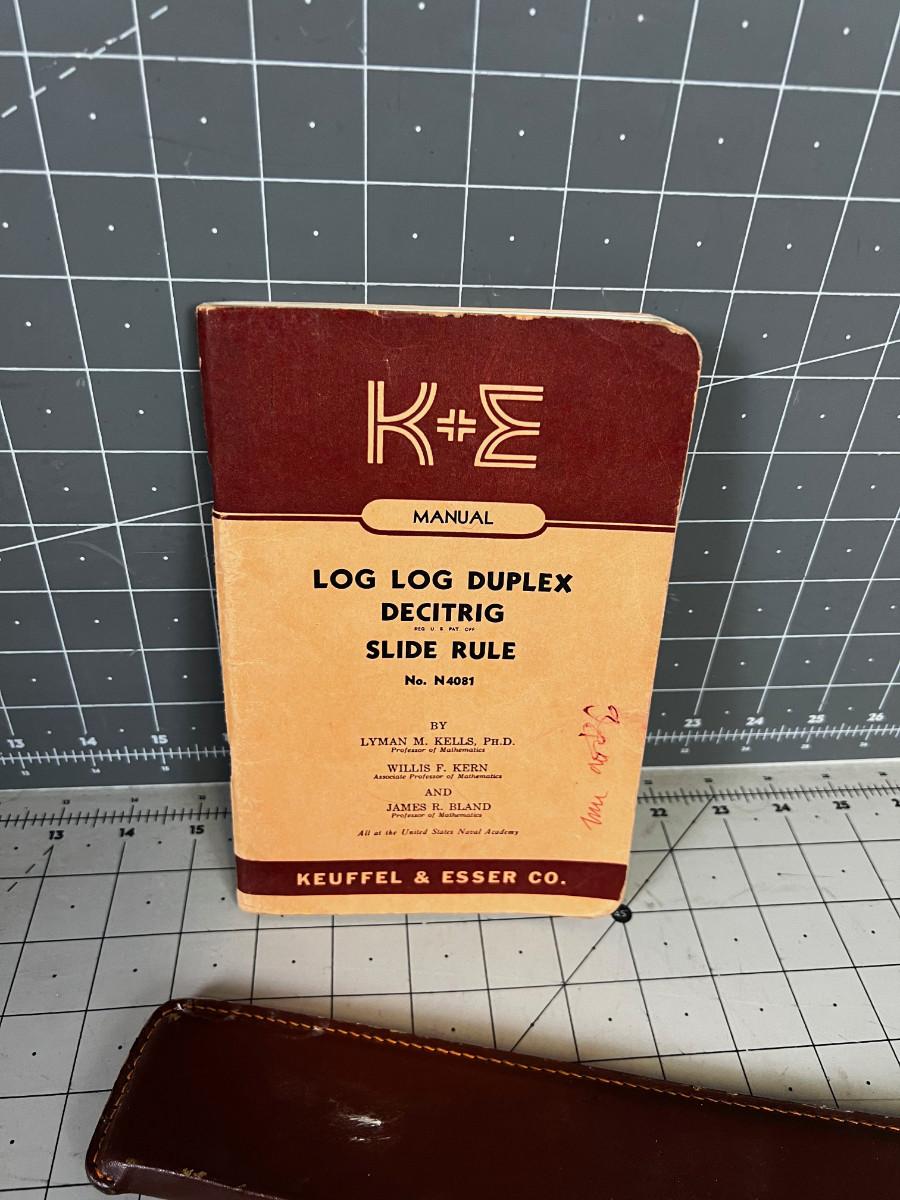 K+E
MANUAL
LOG LOG DUPLEX
DECITRIG
REG. U. S. PAT. OFF.
SLIDE RULE
No. N4081
BY
LYMAN M. KELLS, PH.D.
Professor of Mathematics
WILLIS F. KERN
Associate Professor of Mathematics
AND
JAMES R. BLAND
Professor of Mathematics
All at the United States Naval Academy
KEUFFEL & ESSER CO.
13 14 15 23 24 25 26
13 14 15 22 23 24 25
45°